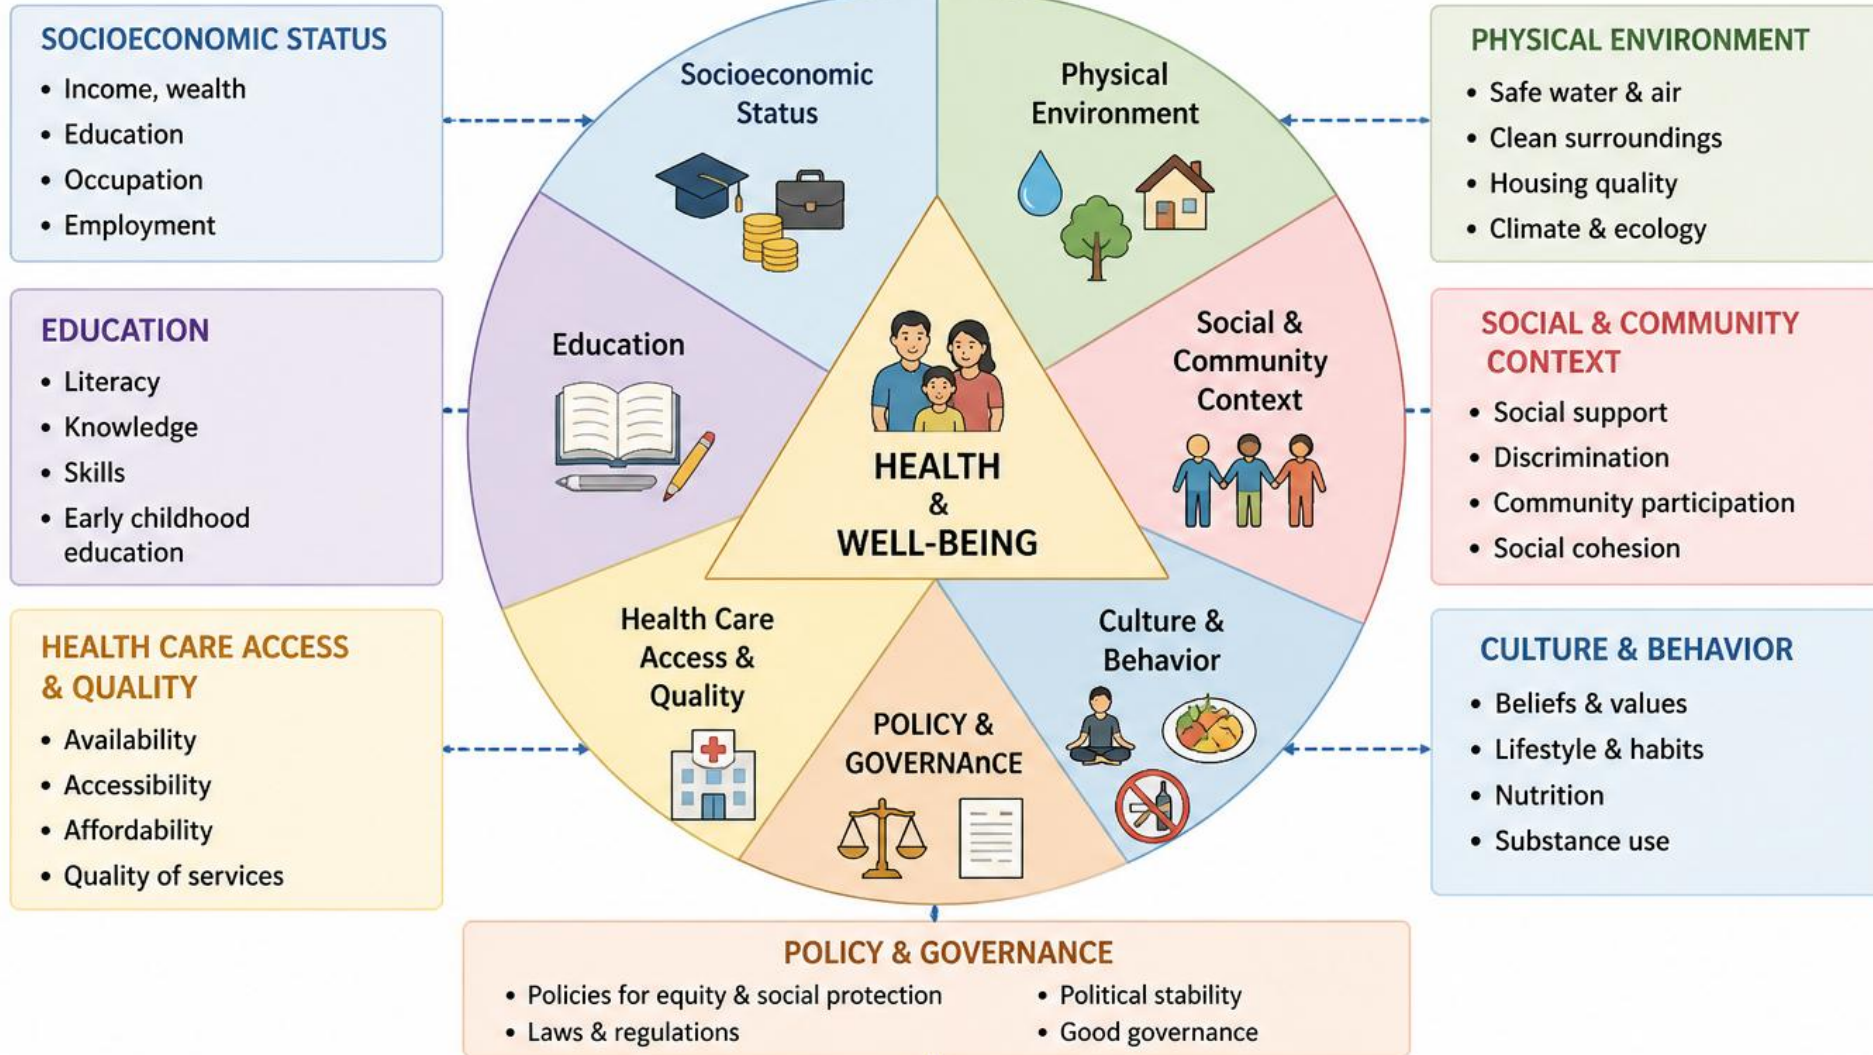 SOCIOECONOMIC STATUS
• Income, wealth
• Education
• Occupation
• Employment
EDUCATION
• Literacy
• Knowledge
• Skills
• Early childhood
education
HEALTH CARE ACCESS
& QUALITY
• Availability
• Accessibility
• Affordability
• Quality of services
Socioeconomic
Status
Physical
Environment
Education
Social &
Community
Context
HEALTH
&
WELL-BEING
Health Care
Access &
Quality
POLICY &
GOVERNAnCE
Culture &
Behavior
PHYSICAL ENVIRONMENT
• Safe water & air
• Clean surroundings
• Housing quality
• Climate & ecology
SOCIAL & COMMUNITY
CONTEXT
• Social support
• Discrimination
• Community participation
• Social cohesion
CULTURE & BEHAVIOR
• Beliefs & values
• Lifestyle & habits
• Nutrition
• Substance use
POLICY & GOVERNANCE
• Policies for equity & social protection
• Laws & regulations
• Political stability
• Good governance